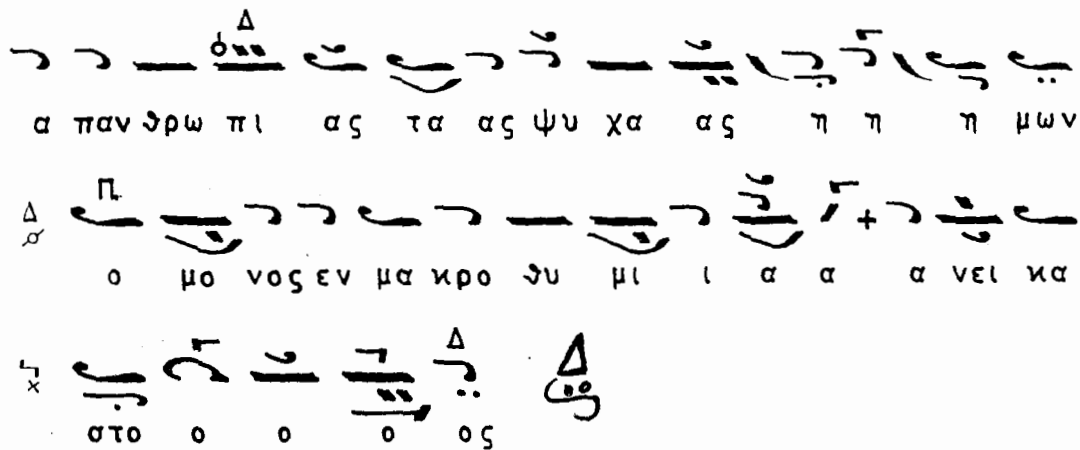 α παν θρω πι ας τα ας ψυ χα ας η η η μων
ο μο νος εν μα κρο θυ μι ι α α α νει κα
στο ο ο ο ος